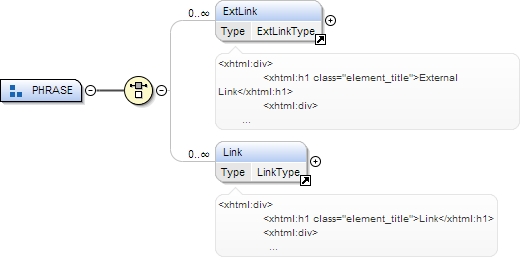 0..∞
ExtLink
Type ExtLinkType
<xhtml:div>
<xhtml:h1 class="element_title">External
Link</xhtml:h1>
<xhtml:div>
...
PHRASE
0..∞
Link
Type LinkType
<xhtml:div>
<xhtml:h1 class="element_title">Link</xhtml:h1>
<xhtml:div>
...